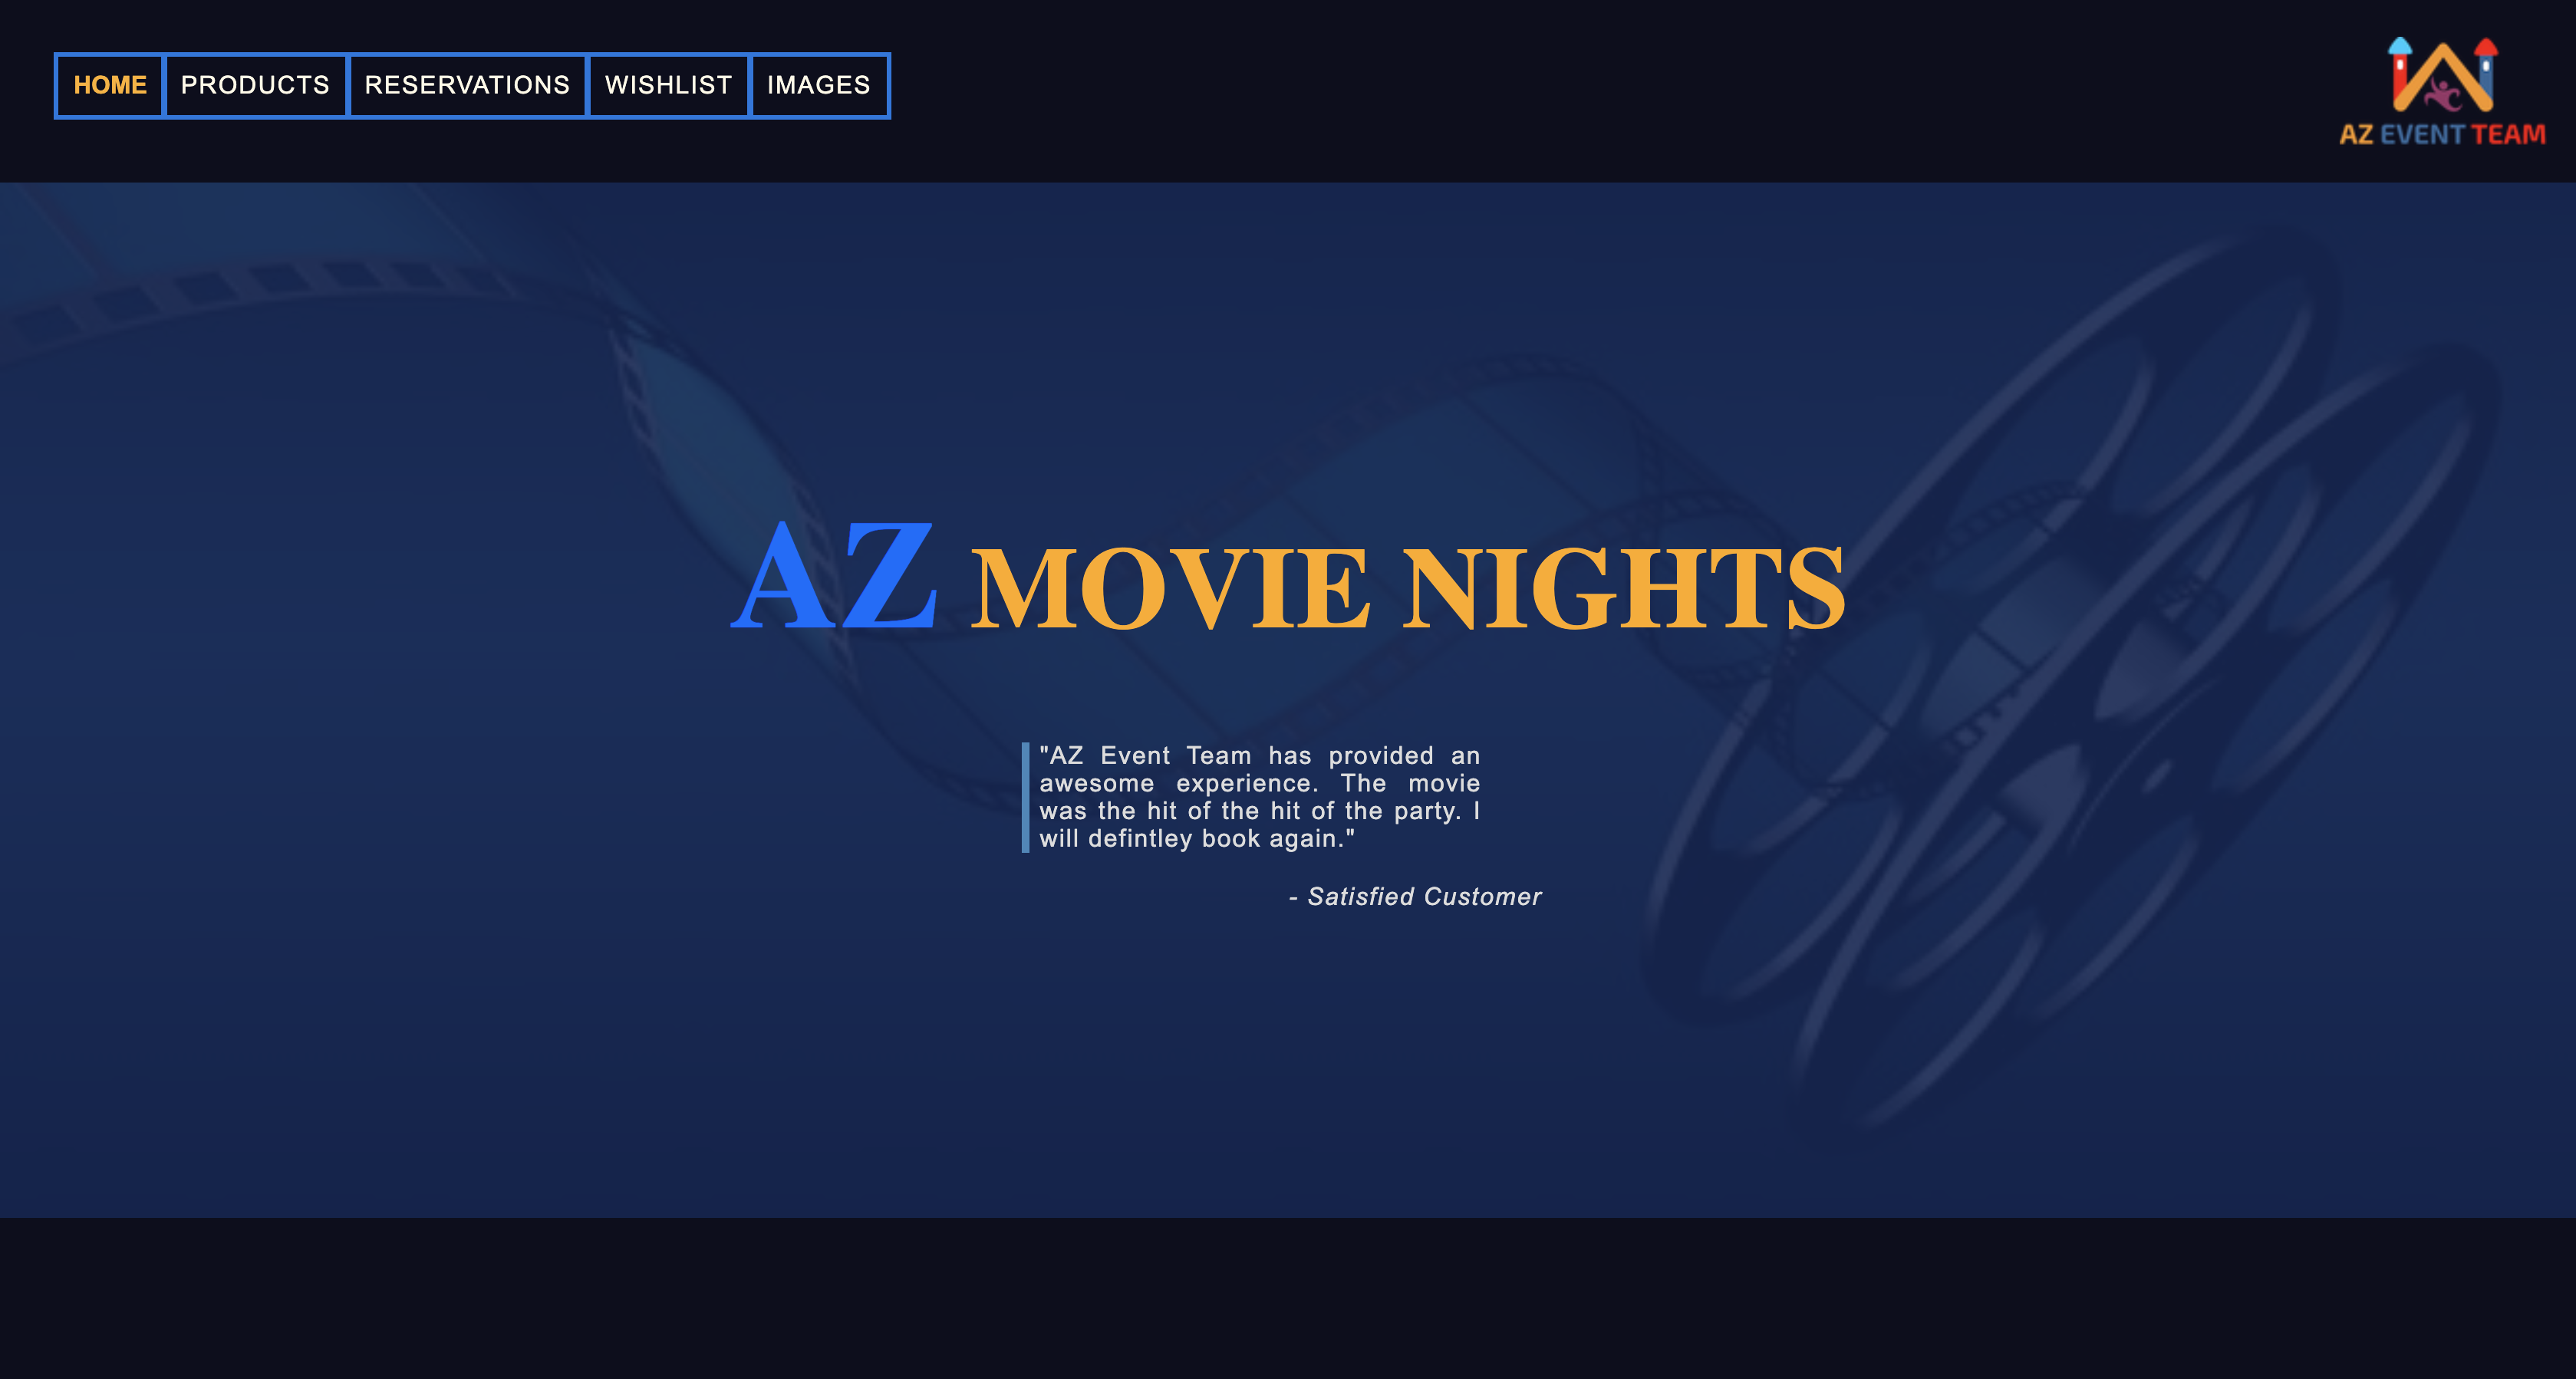 HOME PRODUCTS RESERVATIONS WISHLIST IMAGES
AZ EVENT TEAM
AZ MOVIE NIGHTS
"AZ Event Team has provided an
awesome experience. The movie
was the hit of the hit of the party. I
will defintley book again."
- Satisfied Customer